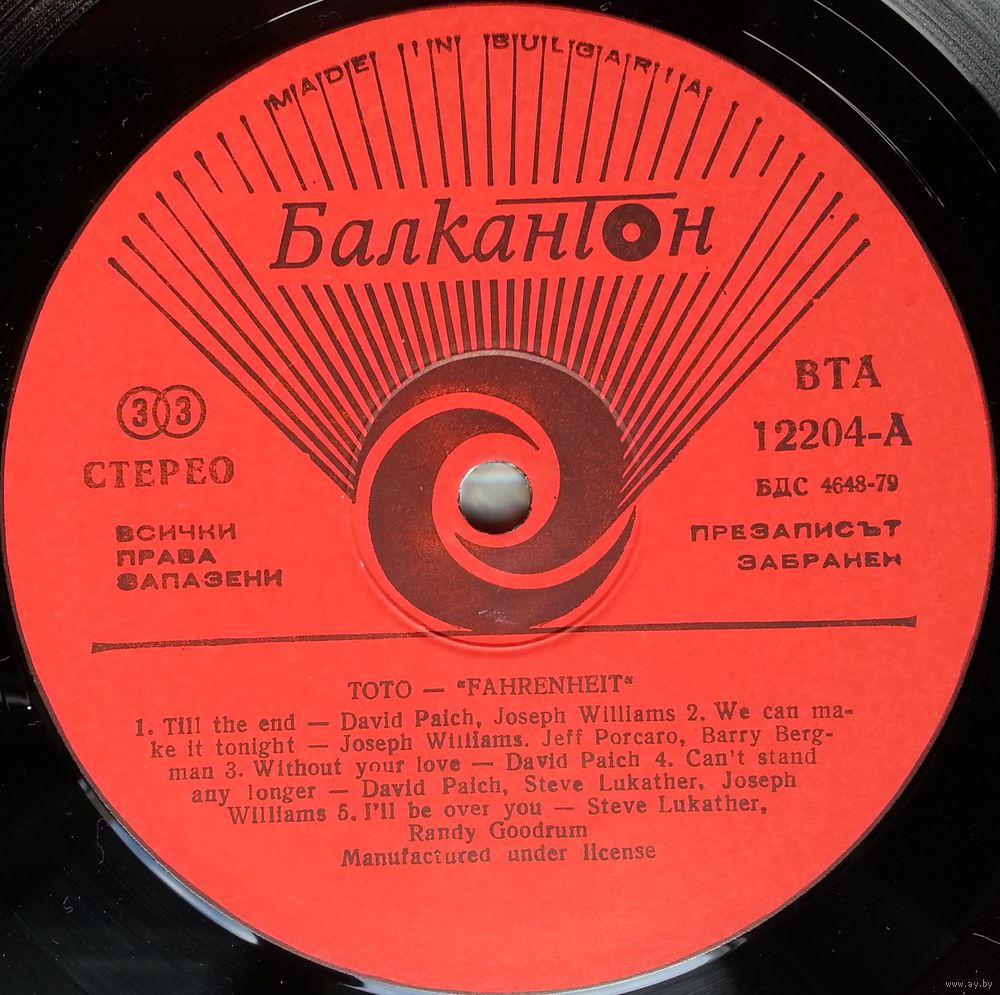 MADE IN BULGARIA
Балкантон
33
СТЕРЕО
ВСИЧКИ
ПРАВА
ЗАПАЗЕНИ
ВТА
12204-А
БДС 4648-79
ПРЕЗАПИСЪТ
ЗАБРАНЕН
TOTO — "FAHRENHEIT"
1. Till the end — David Paich, Joseph Williams 2. We can ma-
ke it tonight — Joseph Williams. Jeff Porcaro, Barry Berg-
man 3. Without your love — David Paich 4. Can't stand
any longer — David Paich, Steve Lukather, Joseph
Williams 5. I'll be over you — Steve Lukather,
Randy Goodrum
Manufactured under license
www.ay.by